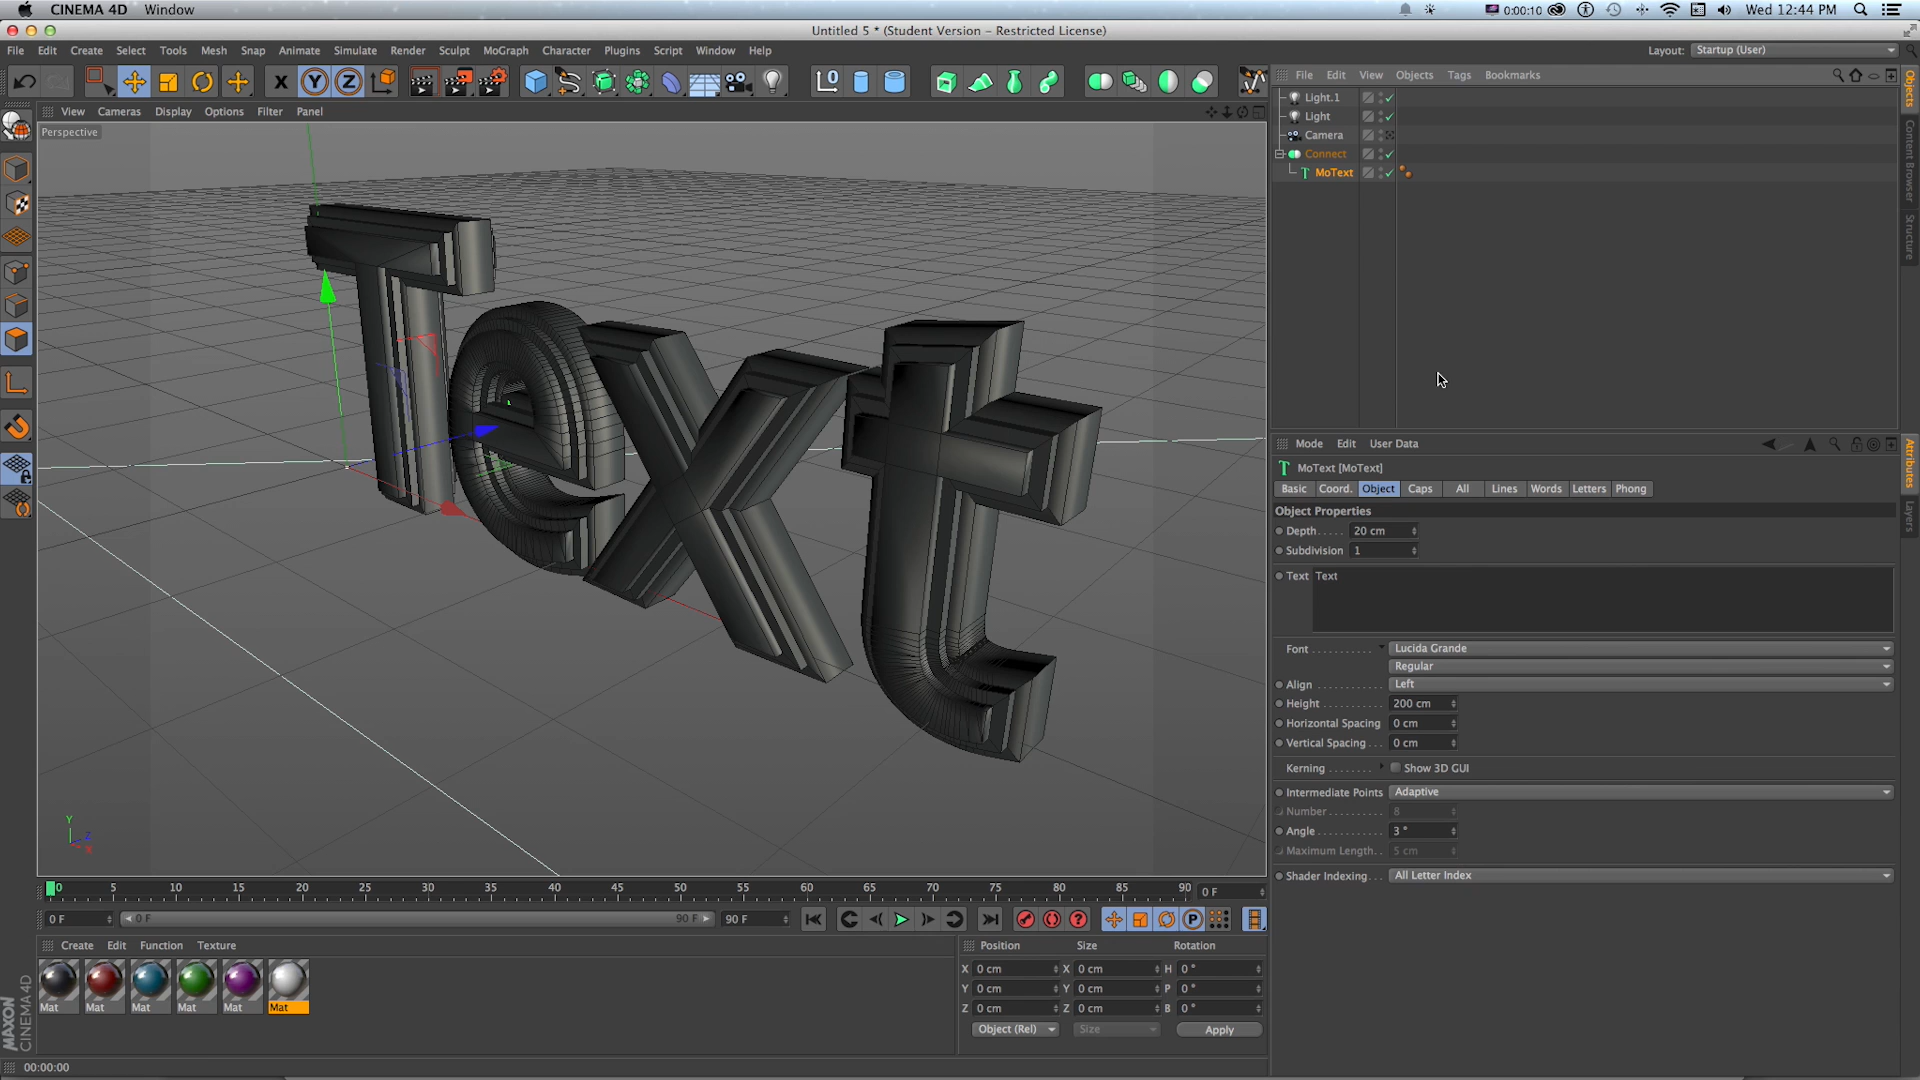 CINEMA 4D Window
0:00:10 Wed 12:44 PM
Untitled 5 * (Student Version – Restricted License)
File Edit Create Select Tools Mesh Snap Animate Simulate Render Sculpt MoGraph Character Plugins Script Window Help
Layout: Startup (User)
X Y Z
File Edit View Objects Tags Bookmarks
View Cameras Display Options Filter Panel
Perspective
Light.1
Light
Camera
Connect
MoText
Objects
Content Browser
Structure
Text
Mode Edit User Data
MoText [MoText]
Basic Coord. Object Caps All Lines Words Letters Phong
Object Properties
Depth..... 20 cm
Subdivision 1
Text Text
Font ........... Lucida Grande
Regular
Align ........... Left
Height .......... 200 cm
Horizontal Spacing 0 cm
Vertical Spacing... 0 cm
Kerning ........ Show 3D GUI
Intermediate Points Adaptive
Number......... 8
Angle .......... 3 °
Maximum Length.. 5 cm
Shader Indexing... All Letter Index
Attributes
Layers
Y
Z
X
0 5 10 15 20 25 30 35 40 45 50 55 60 65 70 75 80 85 90 0 F
0 F 0 F 90 F 90 F
P
Create Edit Function Texture
Mat Mat Mat Mat Mat Mat
Position Size Rotation
X 0 cm X 0 cm H 0 °
Y 0 cm Y 0 cm P 0 °
Z 0 cm Z 0 cm B 0 °
Object (Rel) Size Apply
MAXON
CINEMA 4D
00:00:00